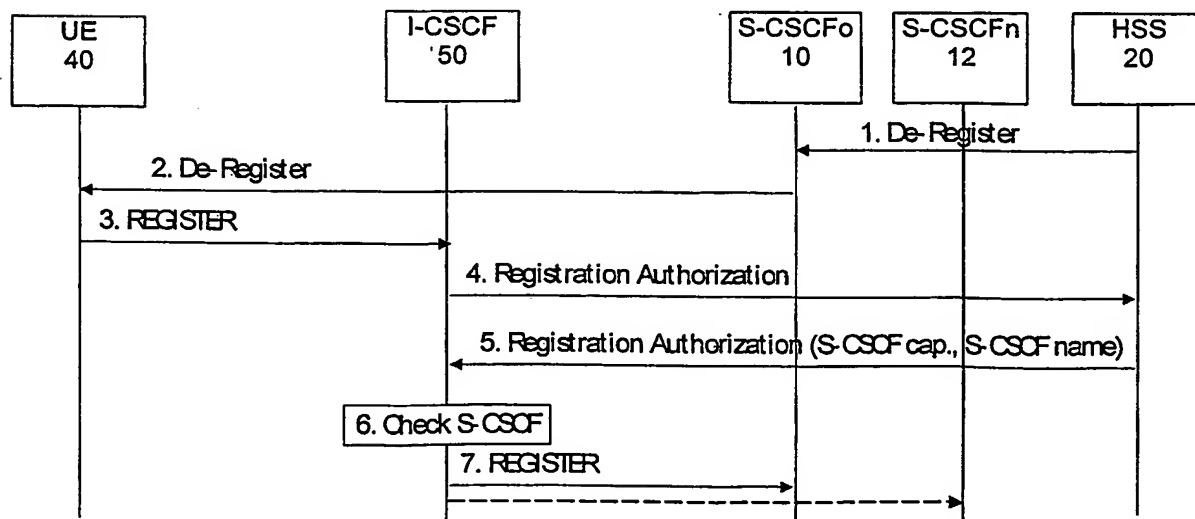 UE
40
I-CSCF
'50
S-CSCFo
10
S-CSCFn
12
HSS
20
1. De-Register
2. De-Register
3. REGISTER
4. Registration Authorization
5. Registration Authorization (S-CSCF cap., S-CSCF name)
6. Check S-CSCF
7. REGISTER